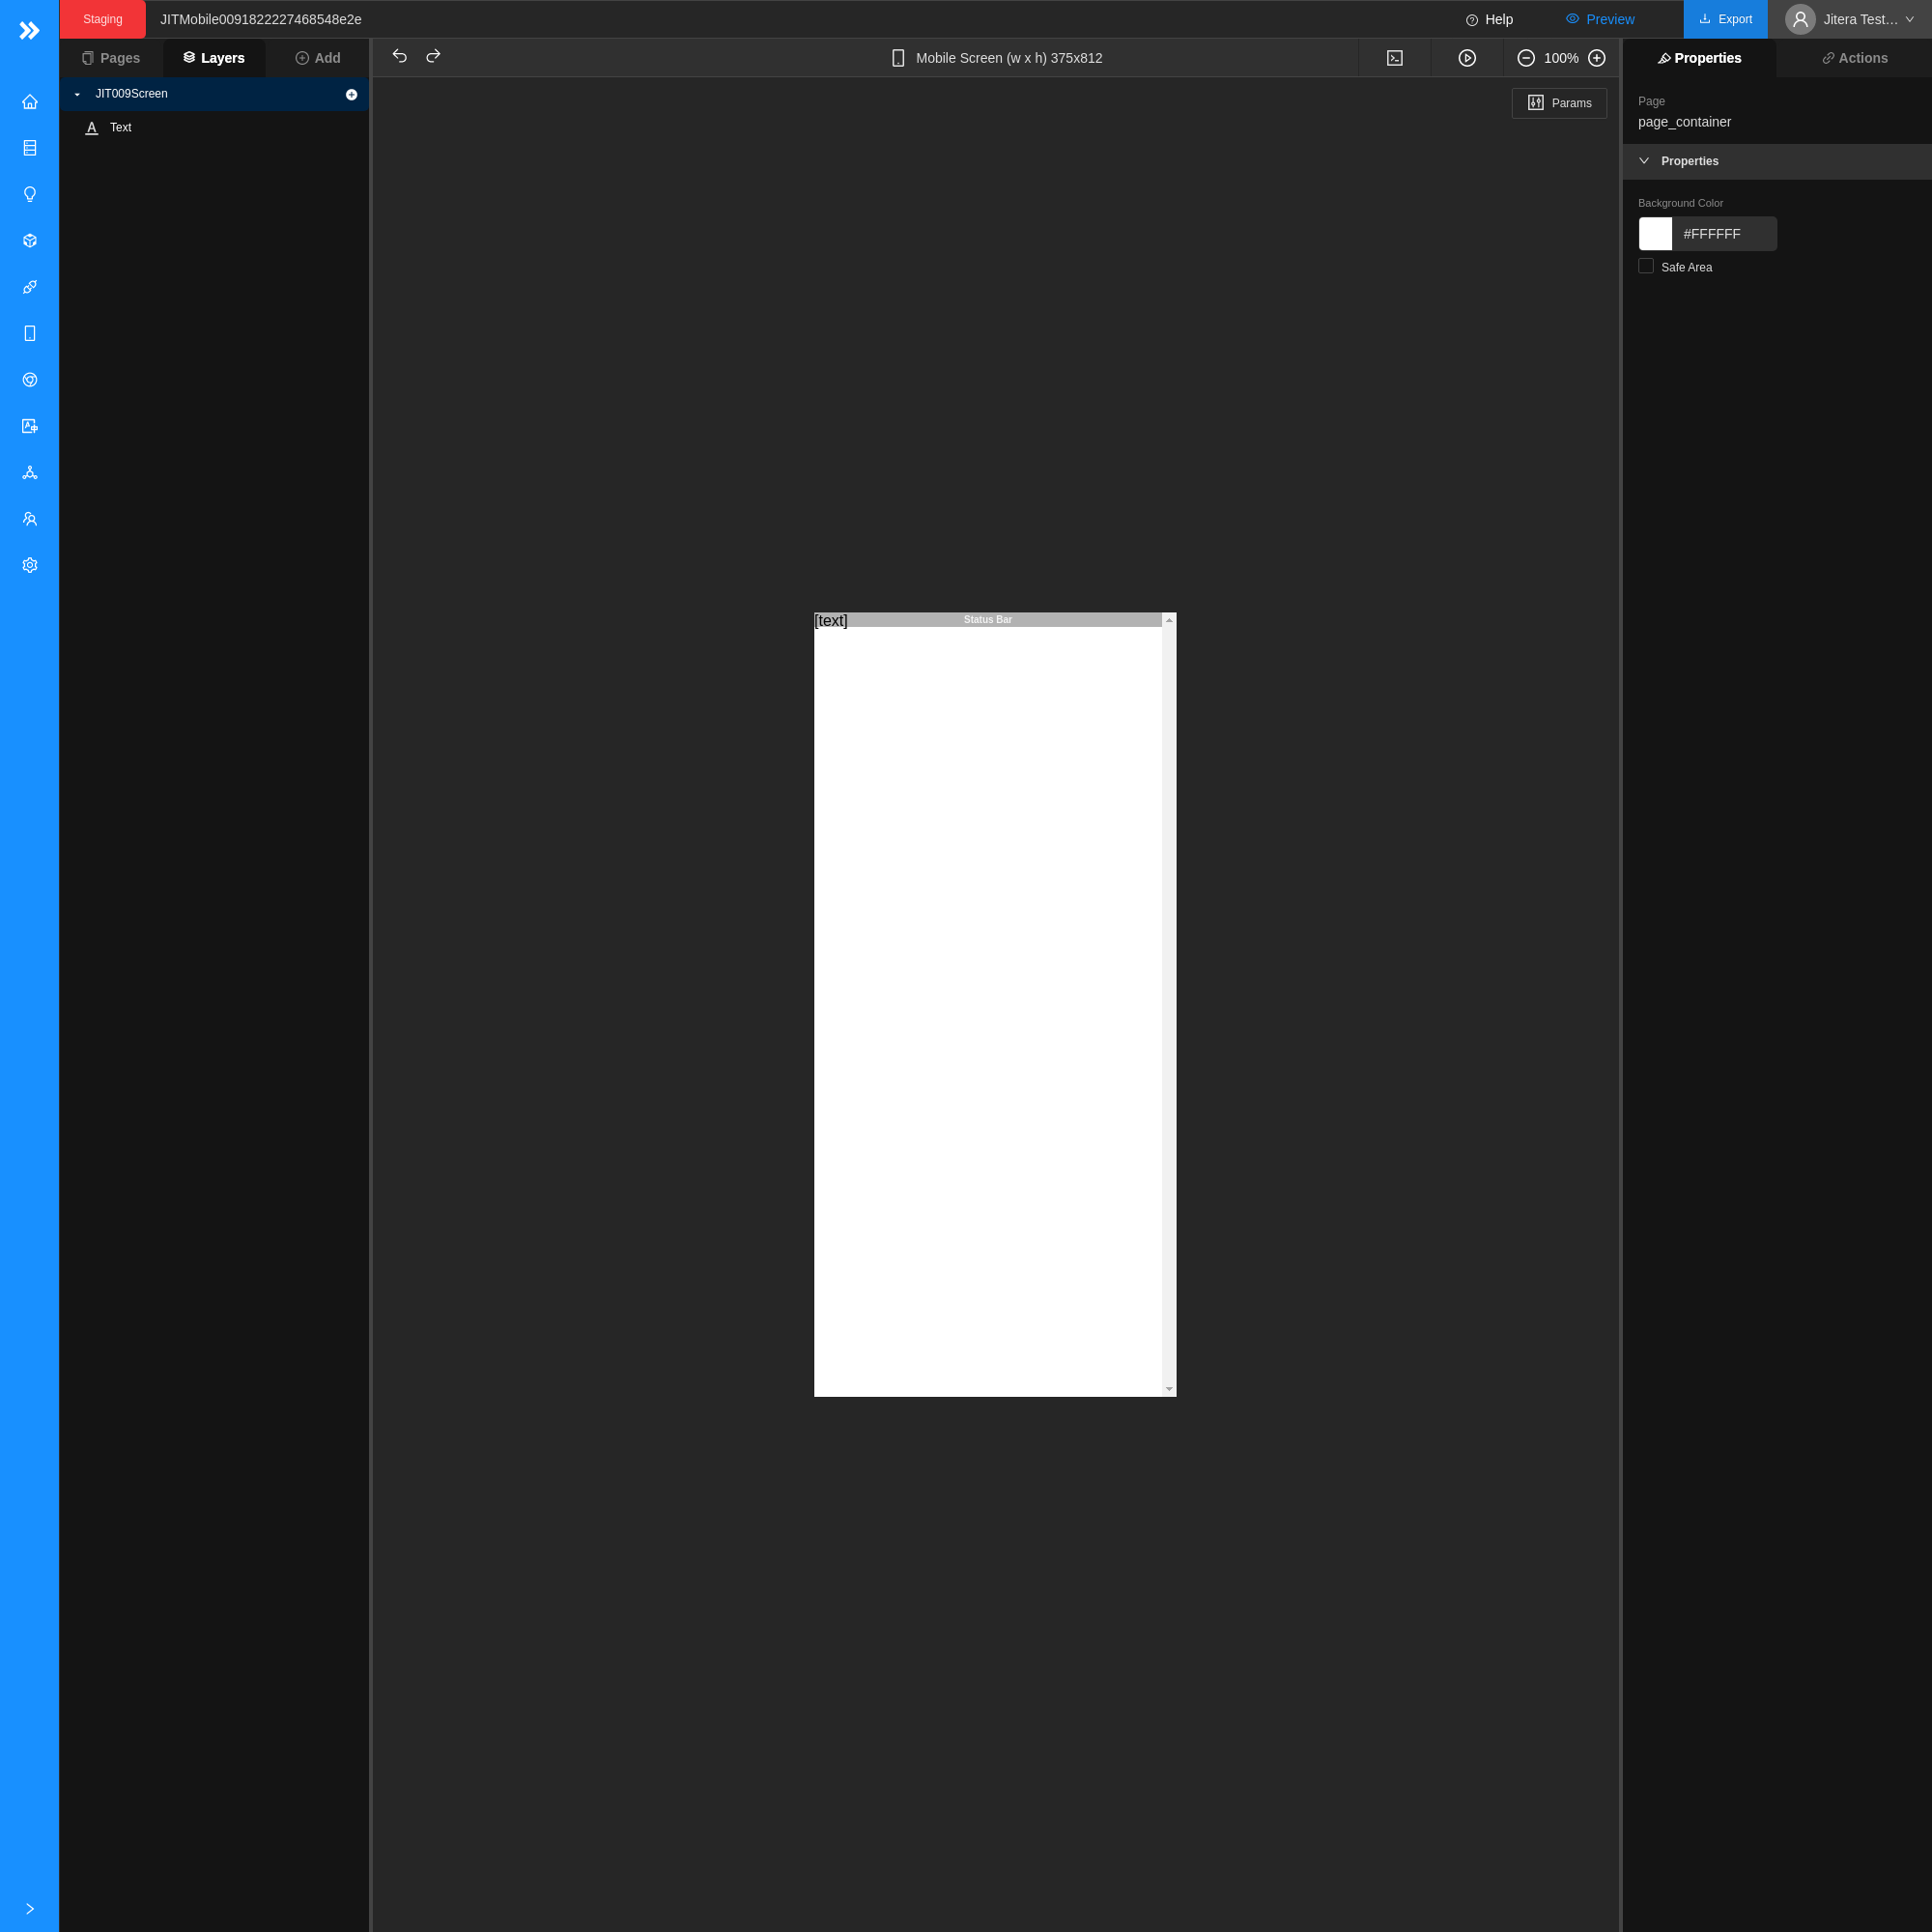 Staging
JITMobile0091822227468548e2e
Help
Preview
Export
Jitera Test...
Pages
Layers
Add
Mobile Screen (w x h) 375x812
100%
Properties
Actions
JIT009Screen
Text
Params
Page
page_container
Properties
Background Color
#FFFFFF
Safe Area
[text]
Status Bar